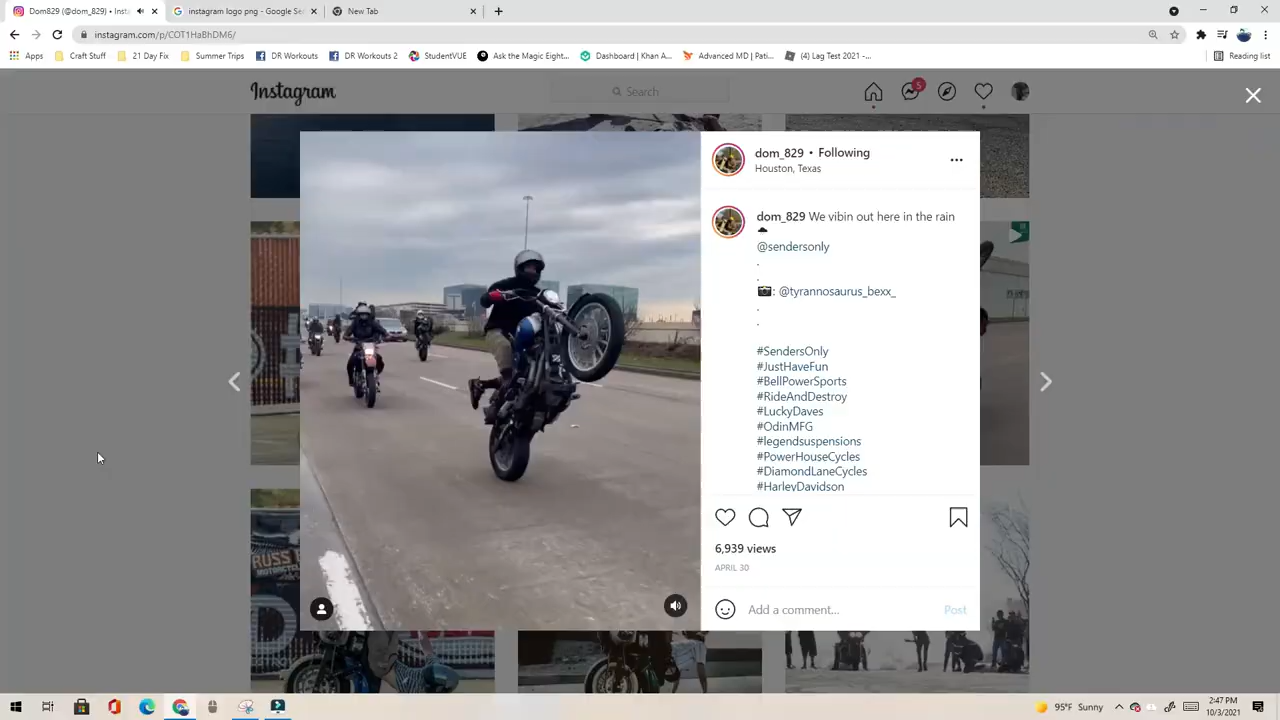 Dom829 (@dom_829) • Insta
instagram logo png - Google Se
New Tab
instagram.com/p/COT1HaBhDM6/
Apps
Craft Stuff
21 Day Fix
Summer Trips
DR Workouts
DR Workouts 2
StudentVUE
Ask the Magic Eight...
Dashboard | Khan A...
Advanced MD | Pati...
(4) Lag Test 2021 -...
Reading list
Instagram
Search
5
dom_829 • Following
Houston, Texas
dom_829 We vibin out here in the rain
@sendersonly
.
.
: @tyrannosaurus_bexx_
.
.
#SendersOnly
#JustHaveFun
#BellPowerSports
#RideAndDestroy
#LuckyDaves
#OdinMFG
#legendsuspensions
#PowerHouseCycles
#DiamondLaneCycles
#HarleyDavidson
6,939 views
APRIL 30
Add a comment...
Post
RUSS
95°F Sunny
2:47 PM
10/3/2021